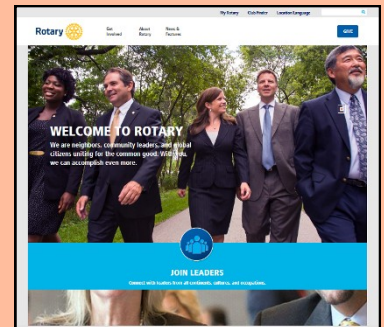 My Rotary Club Finder Location/Language
Rotary
Get Involved
About Rotary
News & Features
GIVE
WELCOME TO ROTARY
We are neighbors, community leaders, and global
citizens uniting for the common good. With you,
we can accomplish even more.
JOIN LEADERS
Connect with leaders from all continents, cultures, and occupations.